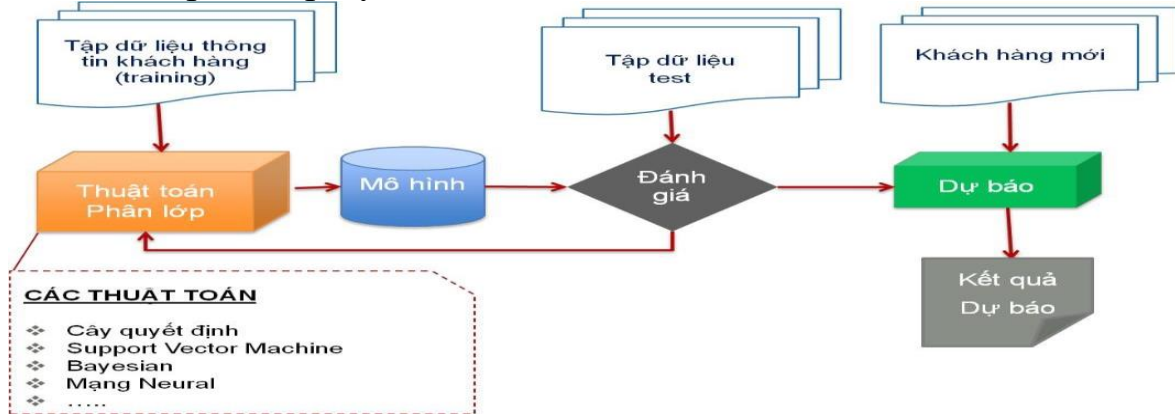 Tập dữ liệu thông
tin khách hàng
(training)
Tập dữ liệu
test
Khách hàng mới
Thuật toán
Phân lớp
Mô hình
Đánh
giá
Dự báo
Kết quả
Dự báo
CÁC THUẬT TOÁN
❖ Cây quyết định
❖ Support Vector Machine
❖ Bayesian
❖ Mạng Neural
❖ .....